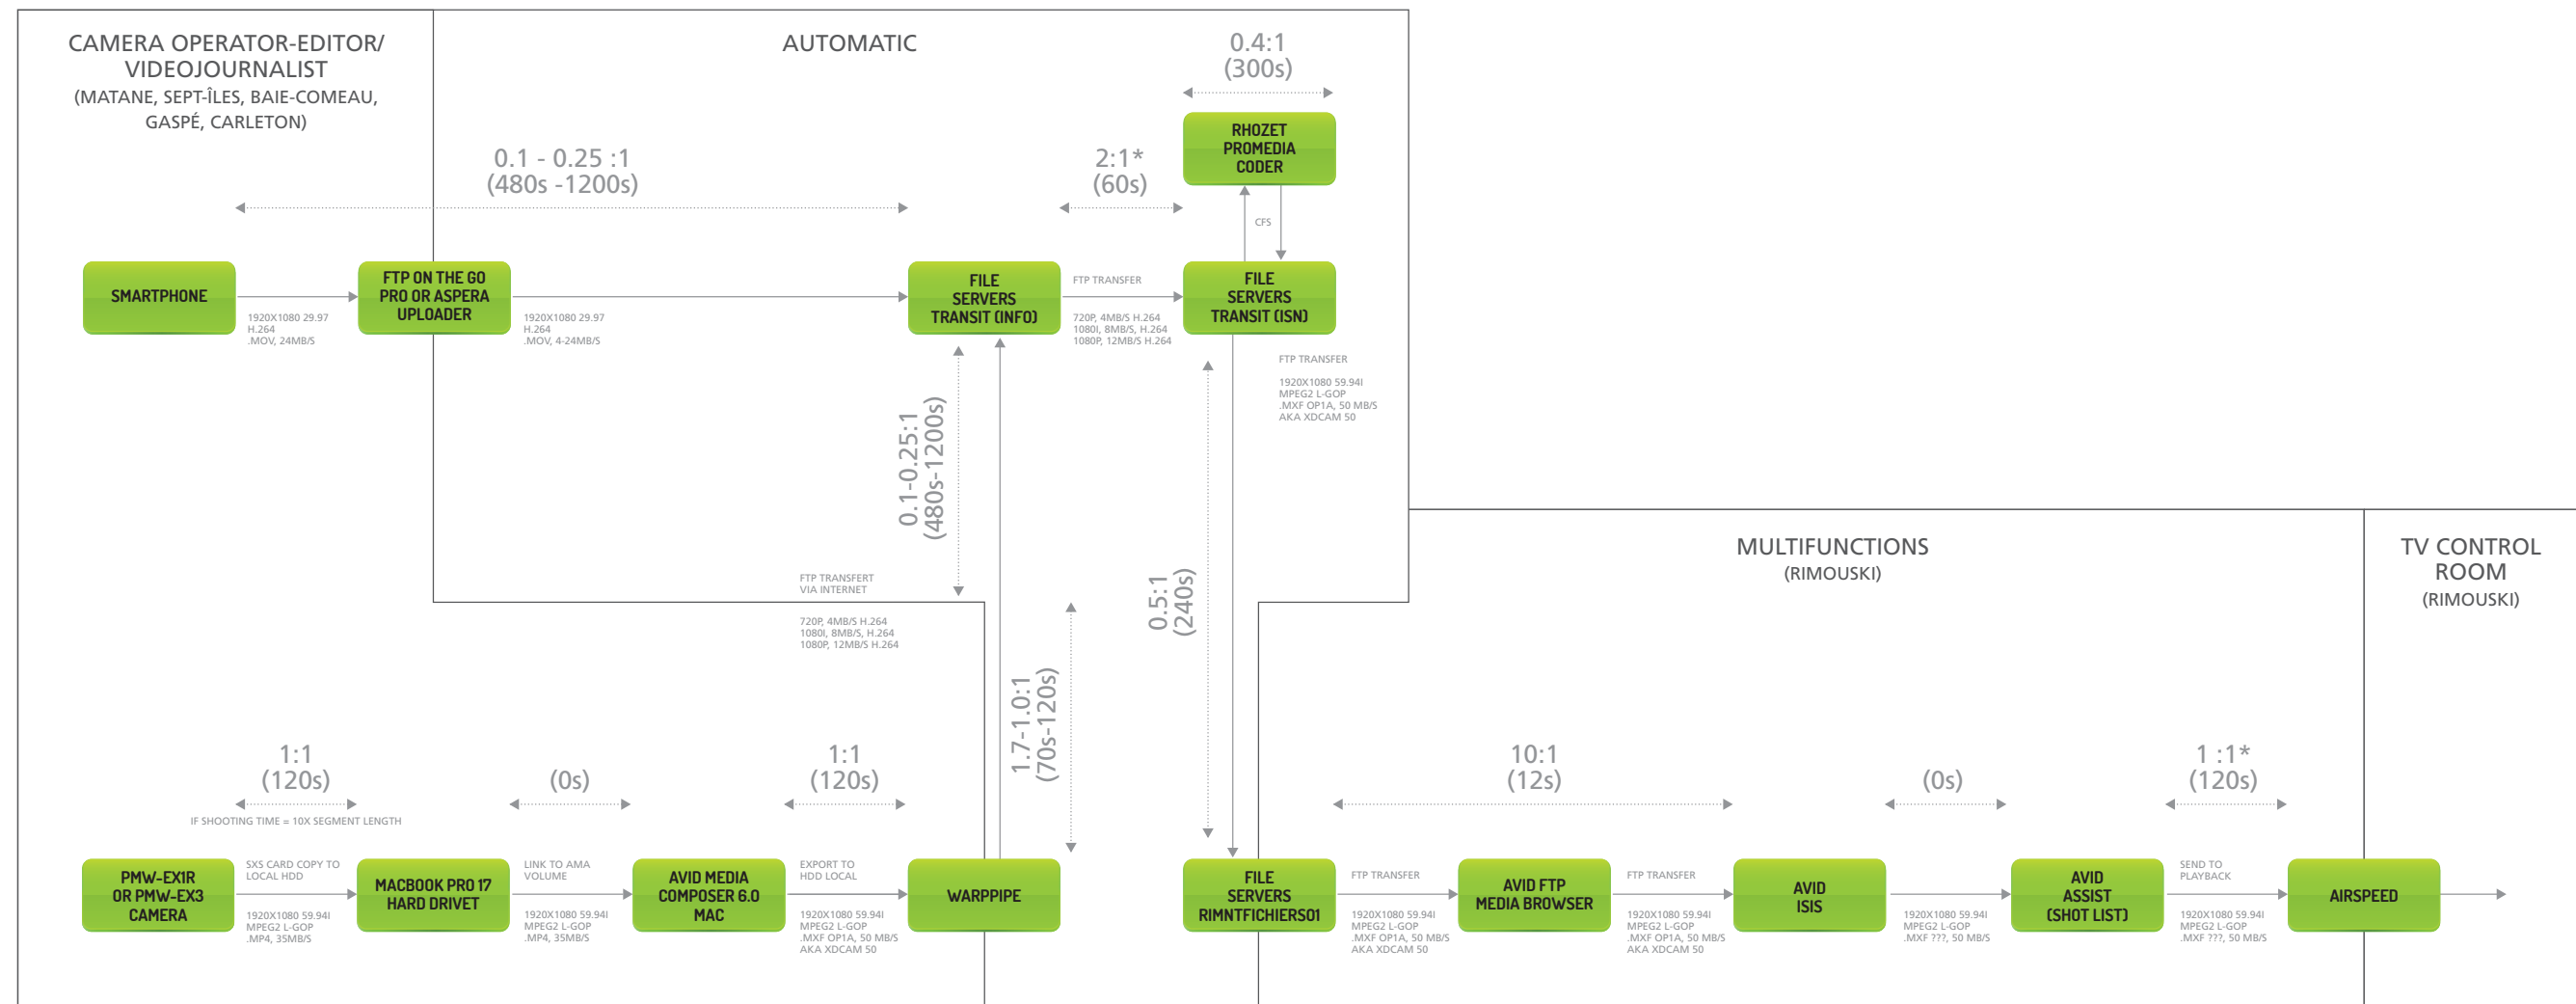 CAMERA OPERATOR-EDITOR/
VIDEOJOURNALIST
(MATANE, SEPT-ÎLES, BAIE-COMEAU,
GASPÉ, CARLETON)
AUTOMATIC
0.4:1
(300s)
RHOZET
PROMEDIA
CODER
0.1 - 0.25 :1
(480s -1200s)
2:1*
(60s)
CFS
SMARTPHONE
1920X1080 29.97
H.264
.MOV, 24MB/S
FTP ON THE GO
PRO OR ASPERA
UPLOADER
1920X1080 29.97
H.264
.MOV, 4-24MB/S
FILE
SERVERS
TRANSIT (INFO)
FTP TRANSFER
720P, 4MB/S H.264
1080I, 8MB/S, H.264
1080P, 12MB/S H.264
FILE
SERVERS
TRANSIT (ISN)
FTP TRANSFER
1920X1080 59.94I
MPEG2 L-GOP
.MXF OP1A, 50 MB/S
AKA XDCAM 50
0.1-0.25:1
(480s-1200s)
FTP TRANSFERT
VIA INTERNET
720P, 4MB/S H.264
1080I, 8MB/S, H.264
1080P, 12MB/S H.264
1.7-1.0:1
(70s-120s)
0.5:1
(240s)
MULTIFUNCTIONS
(RIMOUSKI)
TV CONTROL
ROOM
(RIMOUSKI)
1:1
(120s)
IF SHOOTING TIME = 10X SEGMENT LENGTH
(0s)
1:1
(120s)
10:1
(12s)
(0s)
1 :1*
(120s)
PMW-EX1R
OR PMW-EX3
CAMERA
SXS CARD COPY TO
LOCAL HDD
1920X1080 59.94I
MPEG2 L-GOP
.MP4, 35MB/S
MACBOOK PRO 17
HARD DRIVET
LINK TO AMA
VOLUME
1920X1080 59.94I
MPEG2 L-GOP
.MP4, 35MB/S
AVID MEDIA
COMPOSER 6.0
MAC
EXPORT TO
HDD LOCAL
1920X1080 59.94I
MPEG2 L-GOP
.MXF OP1A, 50 MB/S
AKA XDCAM 50
WARPPIPE
FILE
SERVERS
RIMNTFICHIERS01
FTP TRANSFER
1920X1080 59.94I
MPEG2 L-GOP
.MXF OP1A, 50 MB/S
AKA XDCAM 50
AVID FTP
MEDIA BROWSER
FTP TRANSFER
1920X1080 59.94I
MPEG2 L-GOP
.MXF OP1A, 50 MB/S
AKA XDCAM 50
AVID
ISIS
1920X1080 59.94I
MPEG2 L-GOP
.MXF ???, 50 MB/S
AVID
ASSIST
(SHOT LIST)
SEND TO
PLAYBACK
1920X1080 59.94I
MPEG2 L-GOP
.MXF ???, 50 MB/S
AIRSPEED